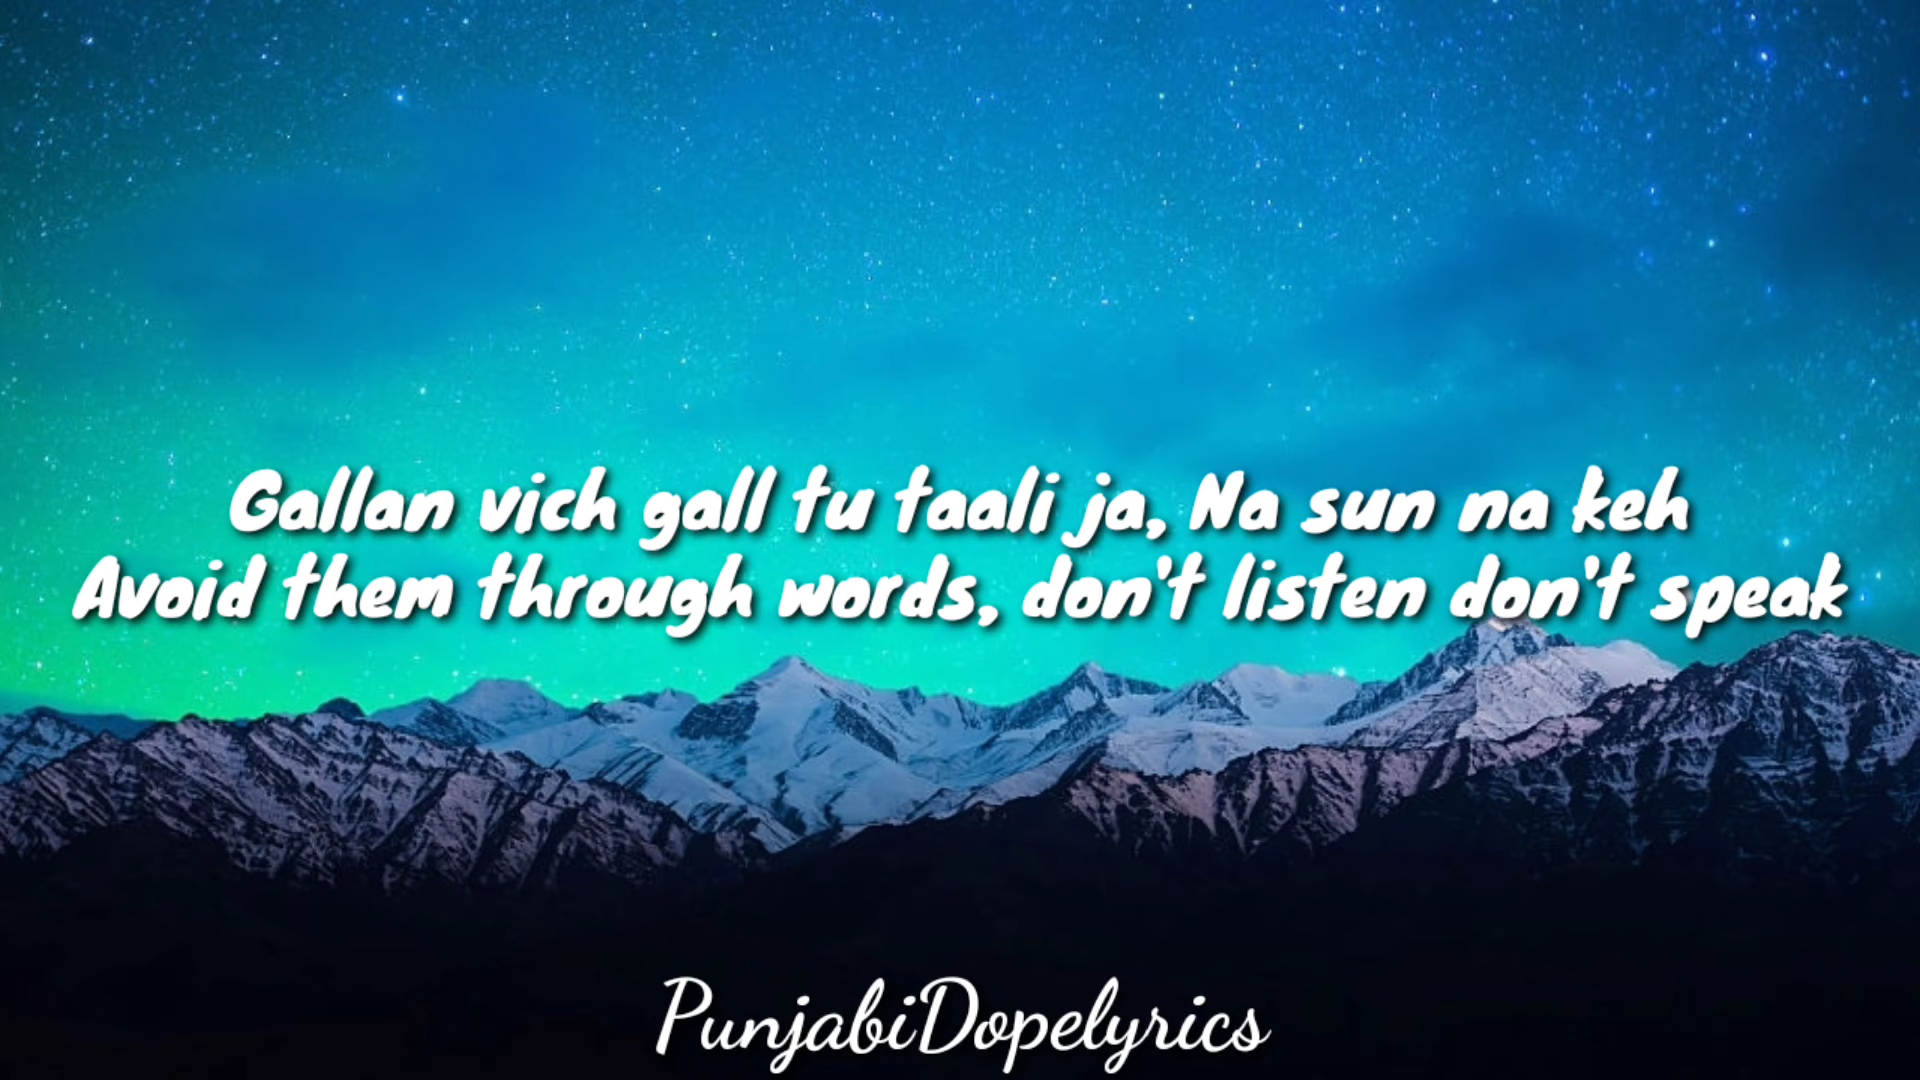 Gallan vich gall tu taali ja, Na sun na keh
Avoid them through words, don't listen don't speak
PunjabiDopelyrics